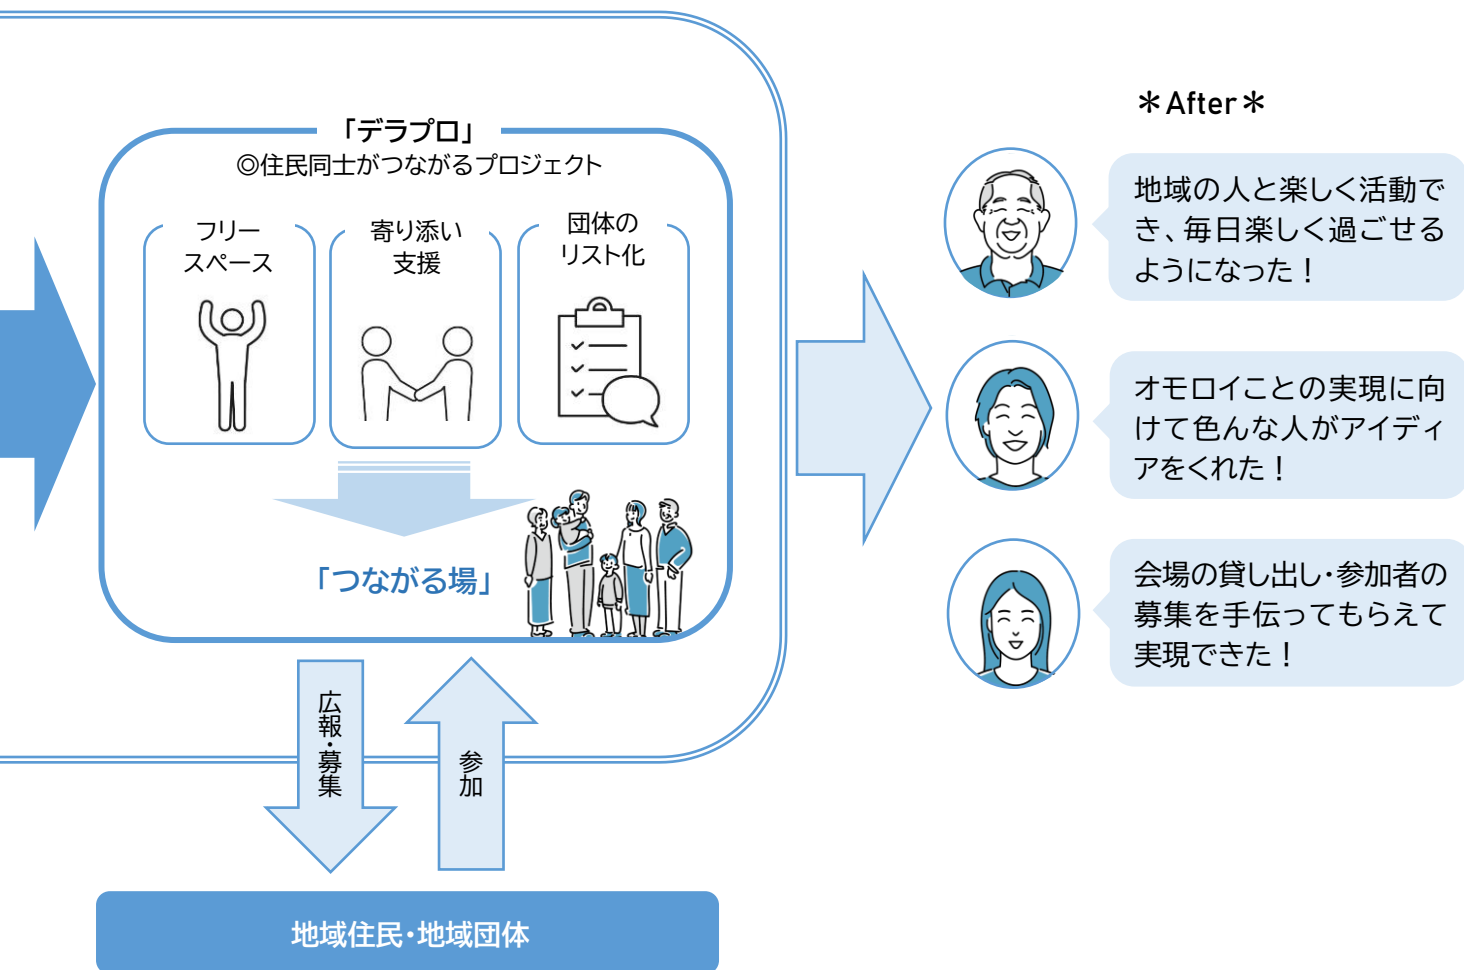 「デラプロ」
◎住民同士がつながるプロジェクト
フリー
スペース
寄り添い
支援
団体の
リスト化
「つながる場」
広報・募集
参加
地域住民・地域団体
＊After＊
地域の人と楽しく活動で
き、毎日楽しく過ごせる
ようになった！
オモロイことの実現に向
けて色んな人がアイディ
アをくれた！
会場の貸し出し・参加者の
募集を手伝ってもらえて
実現できた！